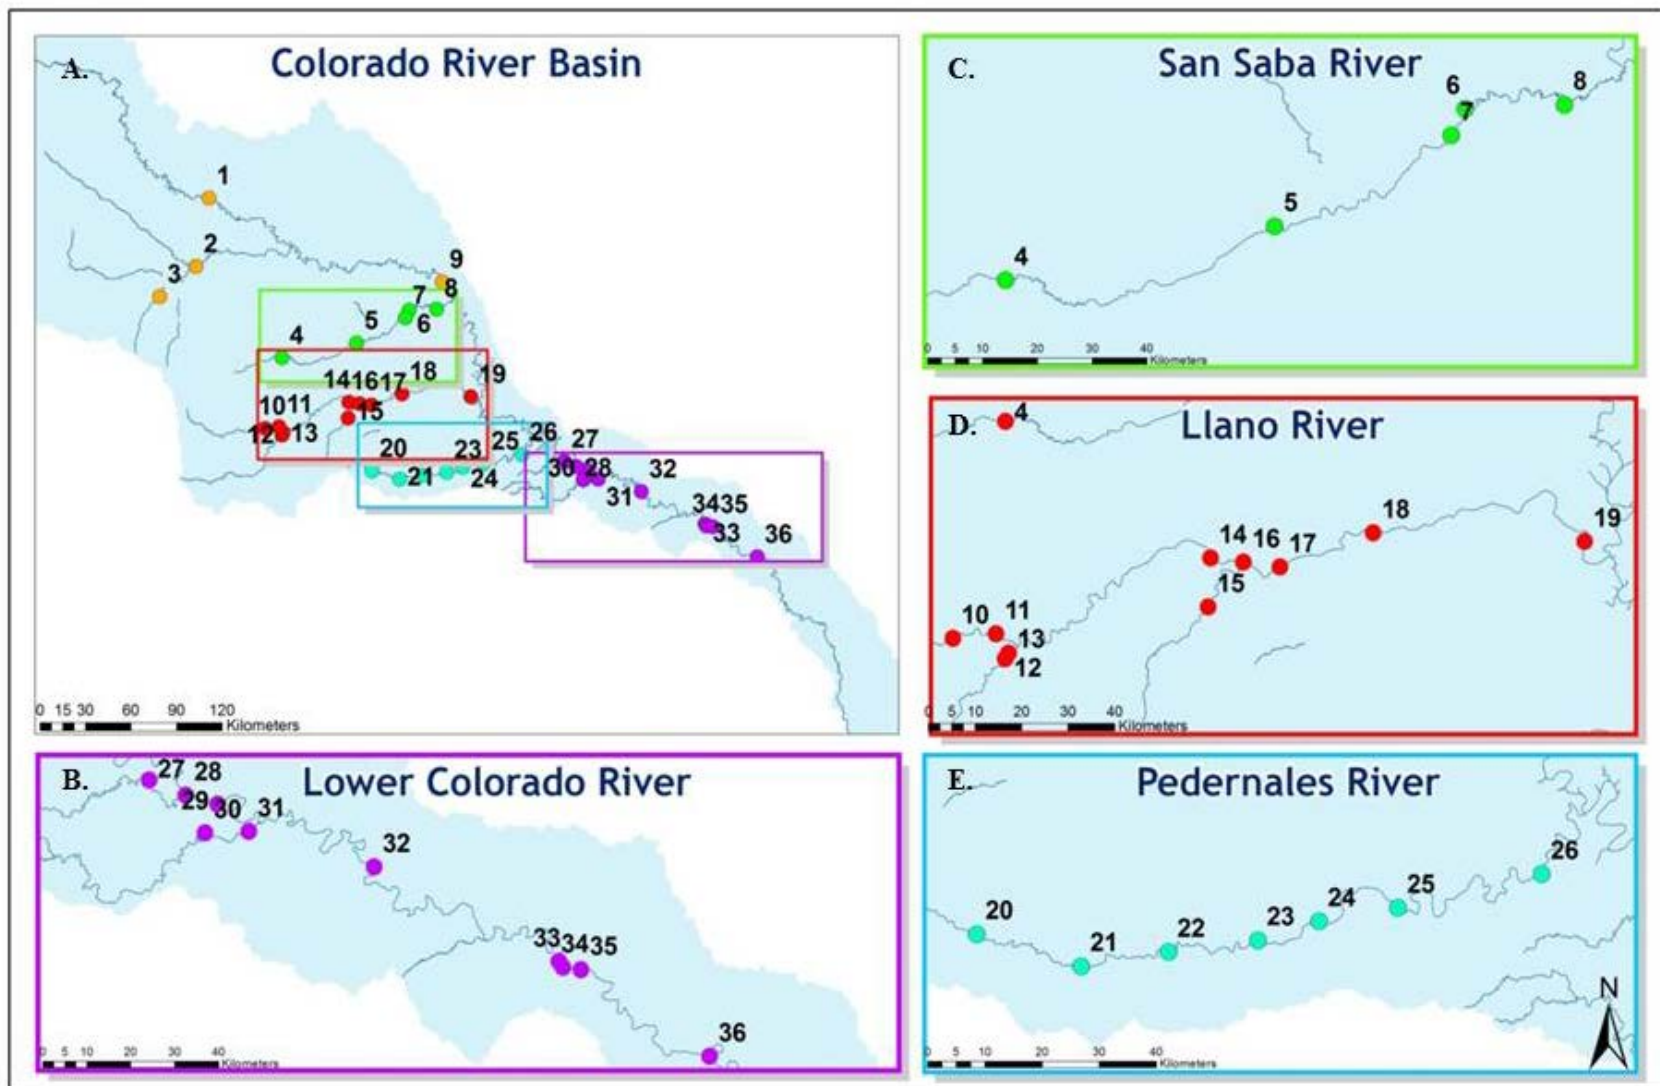 A.
Colorado River Basin
1
2
3
9
8
7
6
5
4
18
19
14 16 17
15
10 11
12 13
20
21
23
24
25
26
27
28
30
31
32
34 35
33
36
0 15 30 60 90 120
Kilometers
C.
San Saba River
6
7
8
5
4
0 5 10 20 30 40
Kilometers
D.
Llano River
4
18
19
14 16 17
15
10 11
13
12
0 5 10 20 30 40
Kilometers
B.
Lower Colorado River
27 28
29 30 31
32
33 34 35
36
0 5 10 20 30 40
Kilometers
E.
Pedernales River
20
21
22
23
24
25
26
N
0 5 10 20 30 40
Kilometers